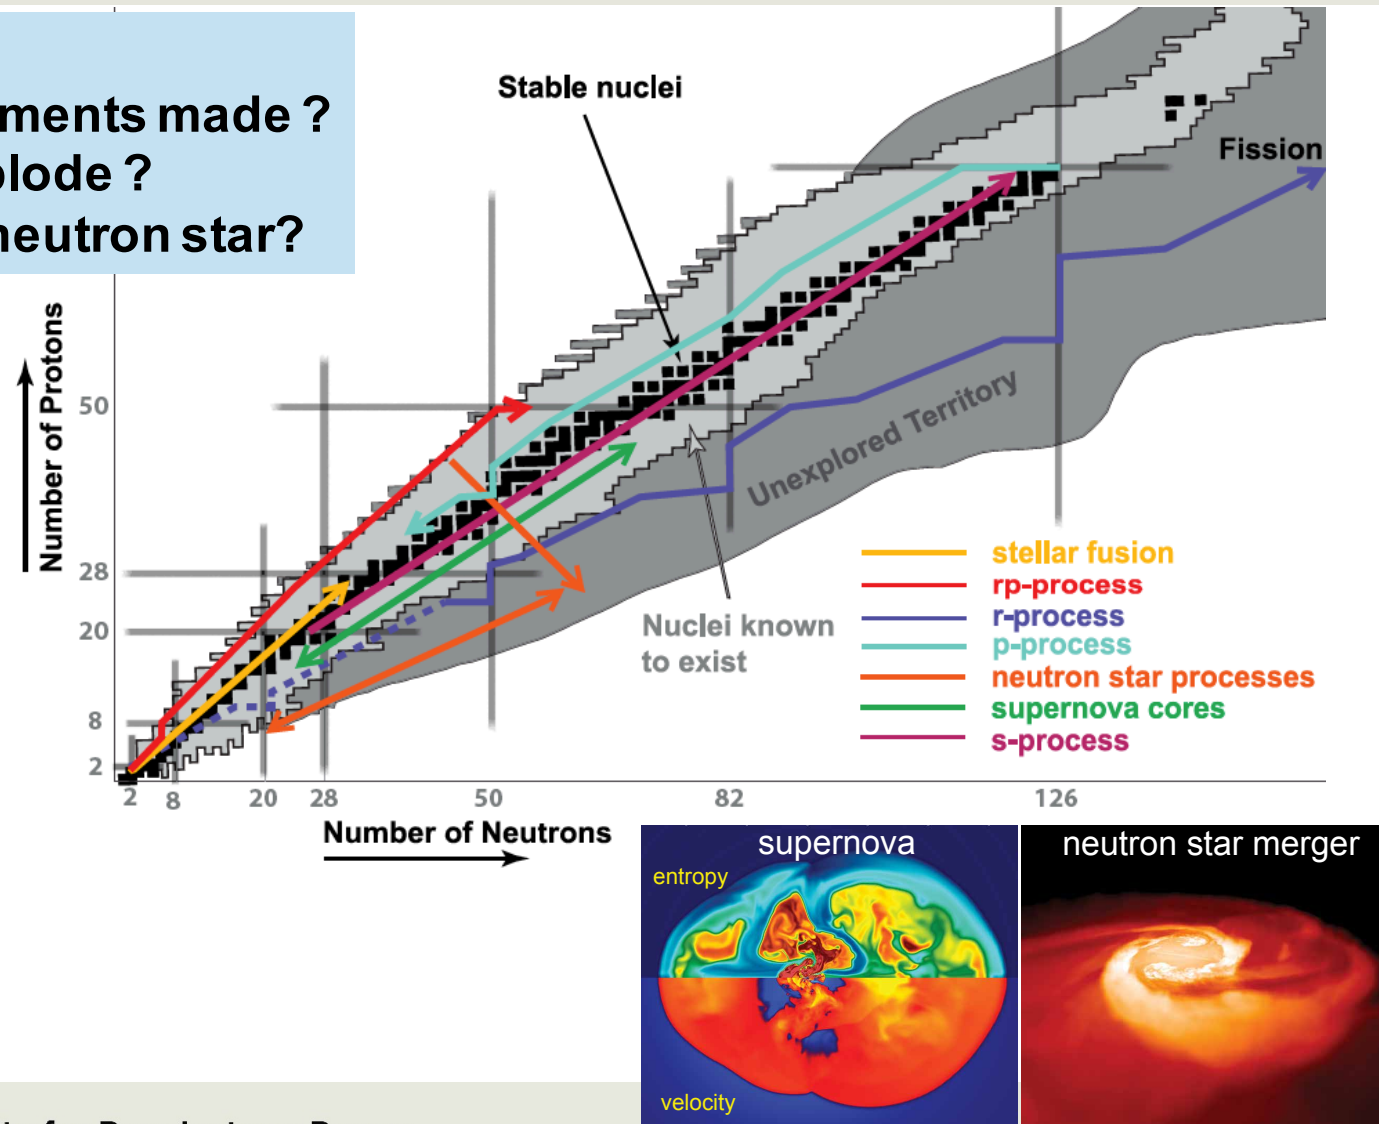 ments made ?
plode ?
neutron star?
Stable nuclei
Fission
Number of Protons
50
28
20
8
2
Unexplored Territory
Nuclei known
to exist
stellar fusion
rp-process
r-process
p-process
neutron star processes
supernova cores
s-process
2 8 20 28 50 82 126
Number of Neutrons
supernova
entropy
velocity
neutron star merger